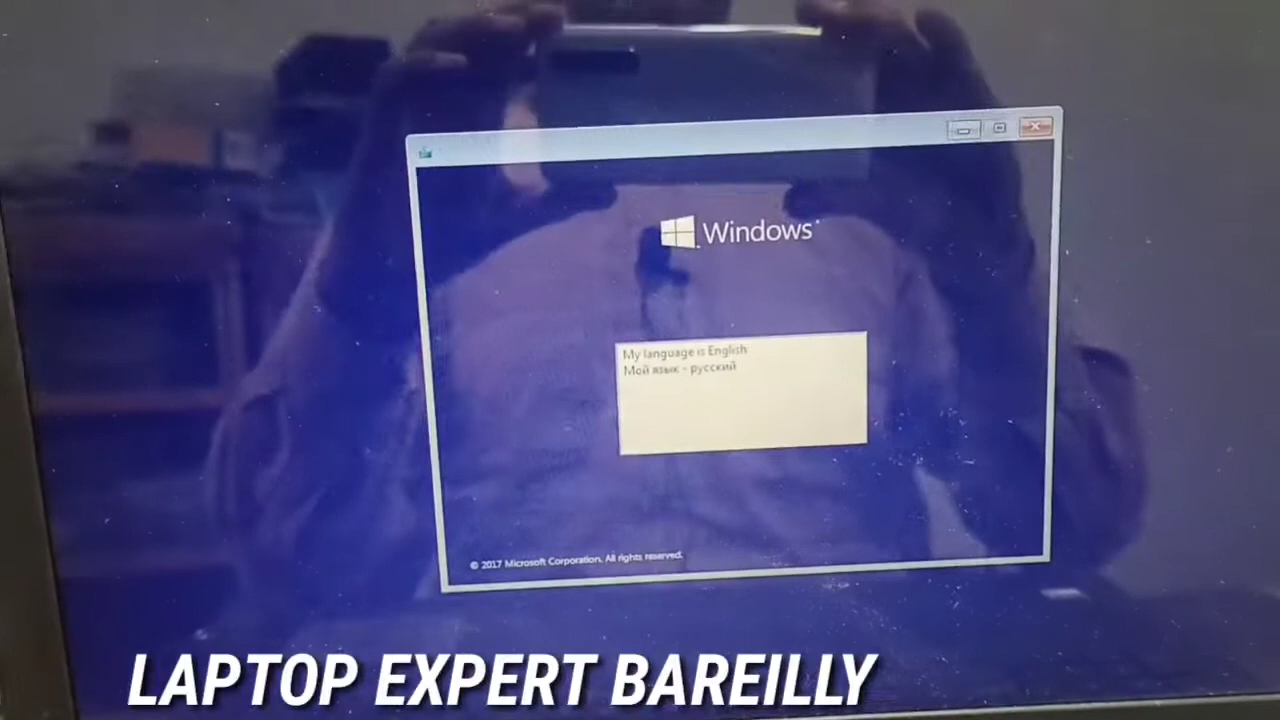 Windows
My language is English
Мой язык - русский
© 2017 Microsoft Corporation. All rights reserved.
LAPTOP EXPERT BAREILLY